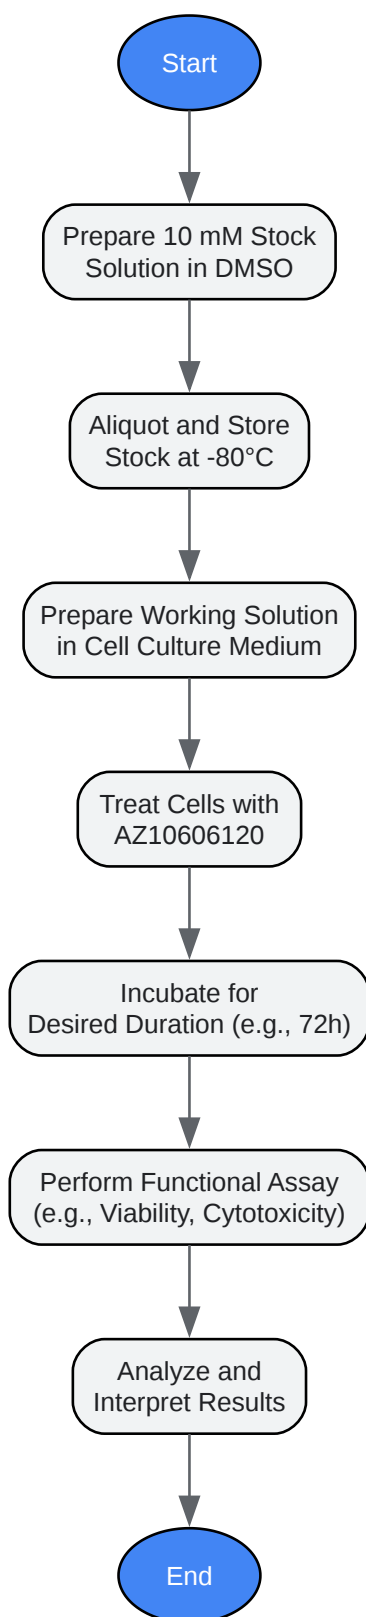 Start
Prepare 10 mM Stock
Solution in DMSO
Aliquot and Store
Stock at -80°C
Prepare Working Solution
in Cell Culture Medium
Treat Cells with
AZ10606120
Incubate for
Desired Duration (e.g., 72h)
Perform Functional Assay
(e.g., Viability, Cytotoxicity)
Analyze and
Interpret Results
End